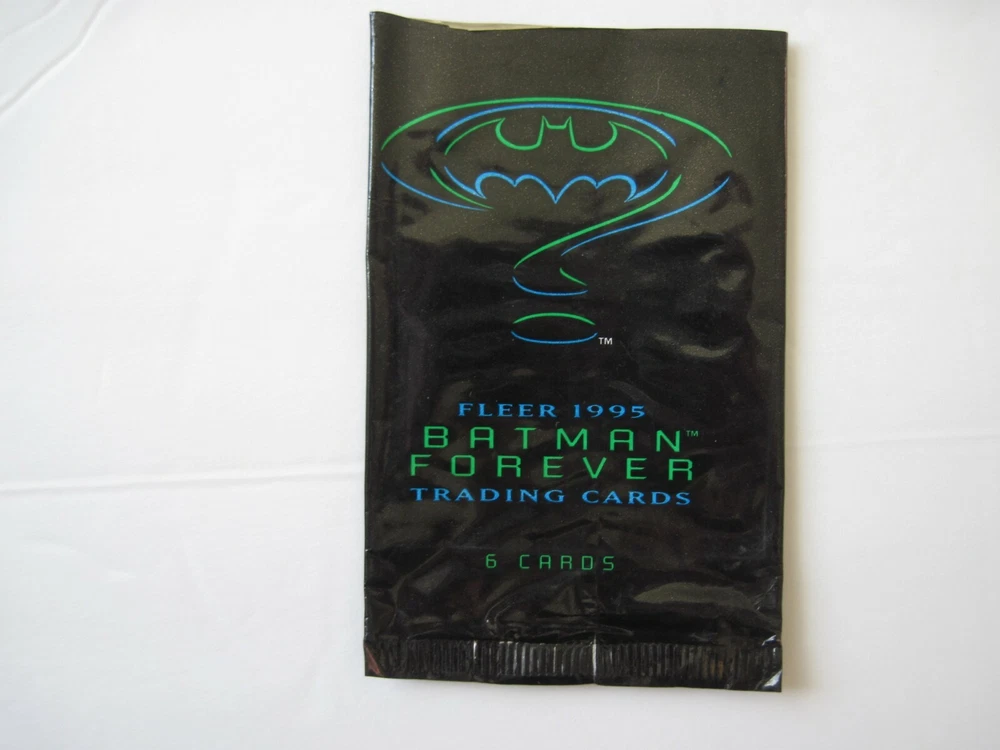 TM
FLEER 1995
BATMAN™
FOREVER
TRADING CARDS
6 CARDS